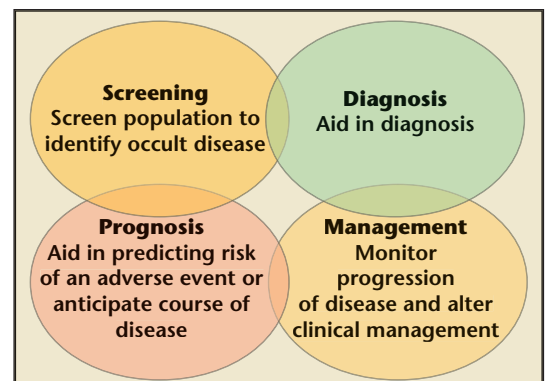 Screening
Screen population to
identify occult disease
Diagnosis
Aid in diagnosis
Prognosis
Aid in predicting risk
of an adverse event or
anticipate course of
disease
Management
Monitor
progression
of disease and alter
clinical management